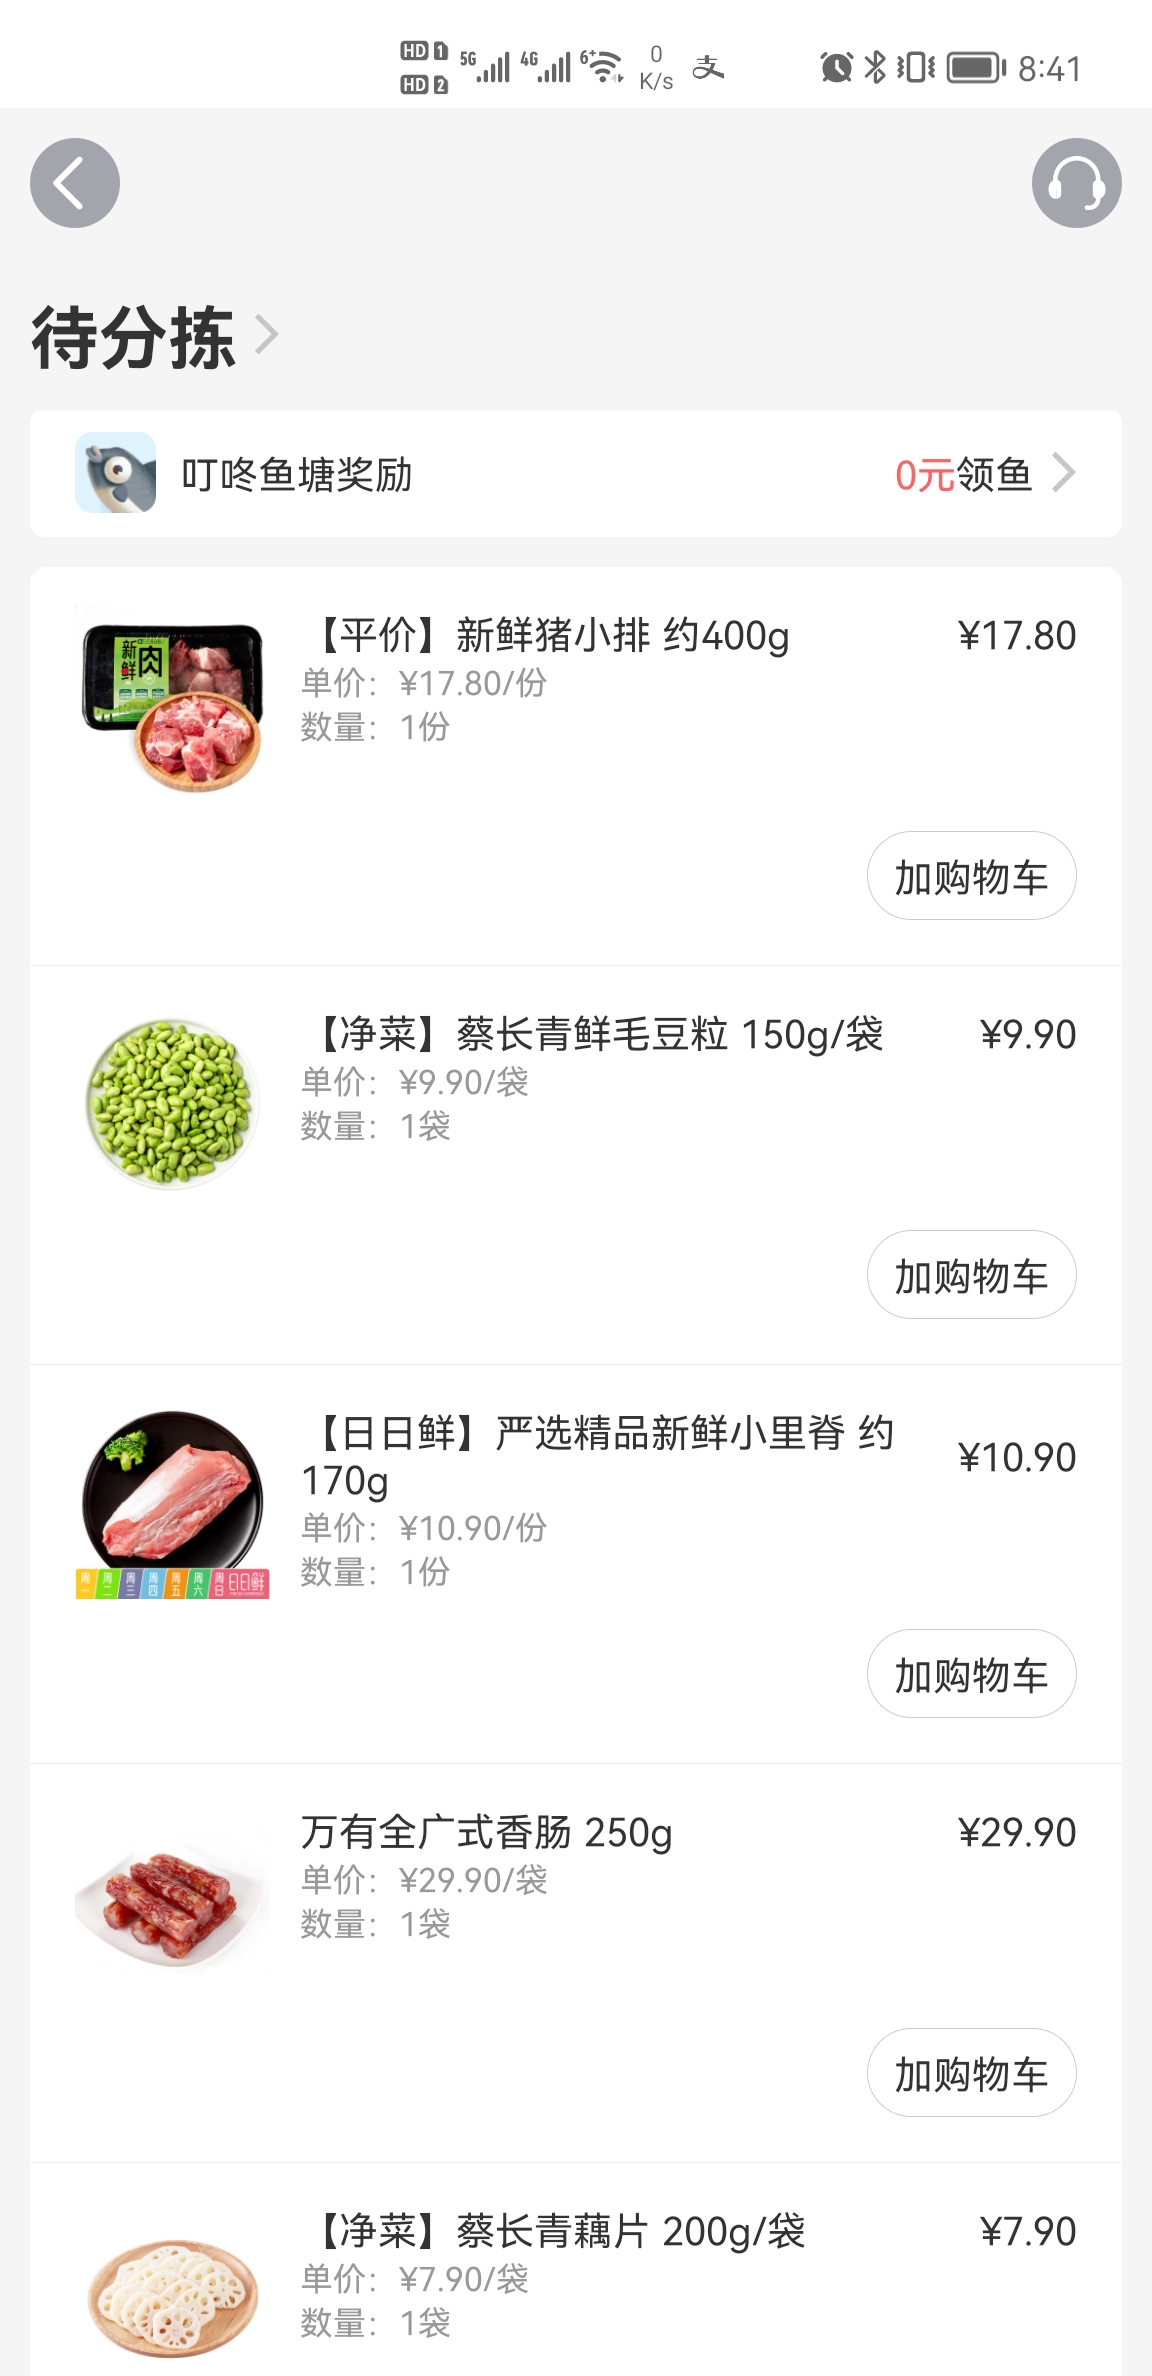 HD 1
HD 2
5G
4G
6+
0
K/s
支
8:41
待分拣
叮咚鱼塘奖励
0元领鱼
新鲜肉
【平价】新鲜猪小排 约400g
¥17.80
单价：¥17.80/份
数量：1份
加购物车
【净菜】蔡长青鲜毛豆粒 150g/袋
¥9.90
单价：¥9.90/袋
数量：1袋
加购物车
【日日鲜】严选精品新鲜小里脊 约
170g
¥10.90
单价：¥10.90/份
数量：1份
周一 周二 周三 周四 周五 周六 周日 日日鲜
加购物车
万有全广式香肠 250g
¥29.90
单价：¥29.90/袋
数量：1袋
加购物车
【净菜】蔡长青藕片 200g/袋
¥7.90
单价：¥7.90/袋
数量：1袋